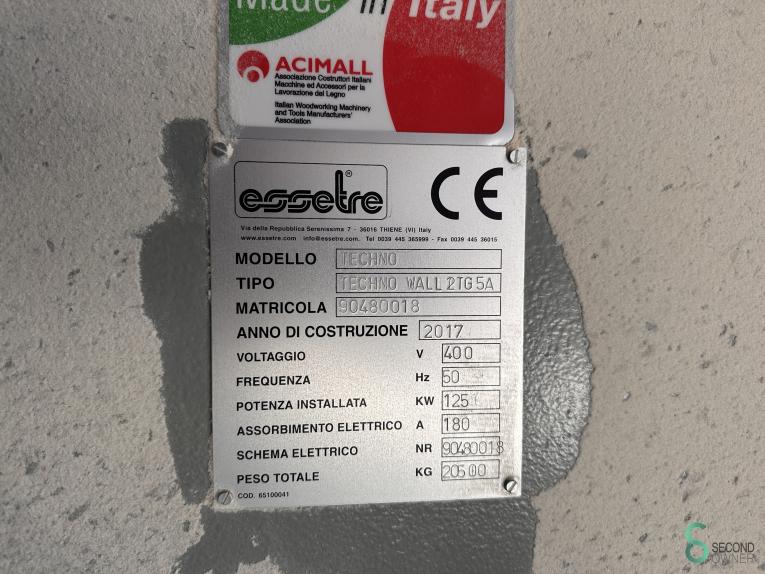 Made in Italy
ACIMALL
Associazione Costruttori Italiani
Macchine ed Accessori per la
Lavorazione del Legno
Italian Woodworking Machinery
and Tools Manufacturers'
Association
essetre® CE
Via della Repubblica Serenissima 7 - 36016 THIENE (VI) Italy
www.essetre.com info@essetre.com. Tel 0039 445 365999 - Fax 0039 445 36015
MODELLO TECHNO
TIPO TECHNO WALL 2TG5A
MATRICOLA 90480018
ANNO DI COSTRUZIONE 2017
VOLTAGGIO V 400
FREQUENZA Hz 50
POTENZA INSTALLATA KW 125
ASSORBIMENTO ELETTRICO A 180
SCHEMA ELETTRICO NR 90480018
PESO TOTALE KG 20500
COD. 65100041
SECOND
OWNER